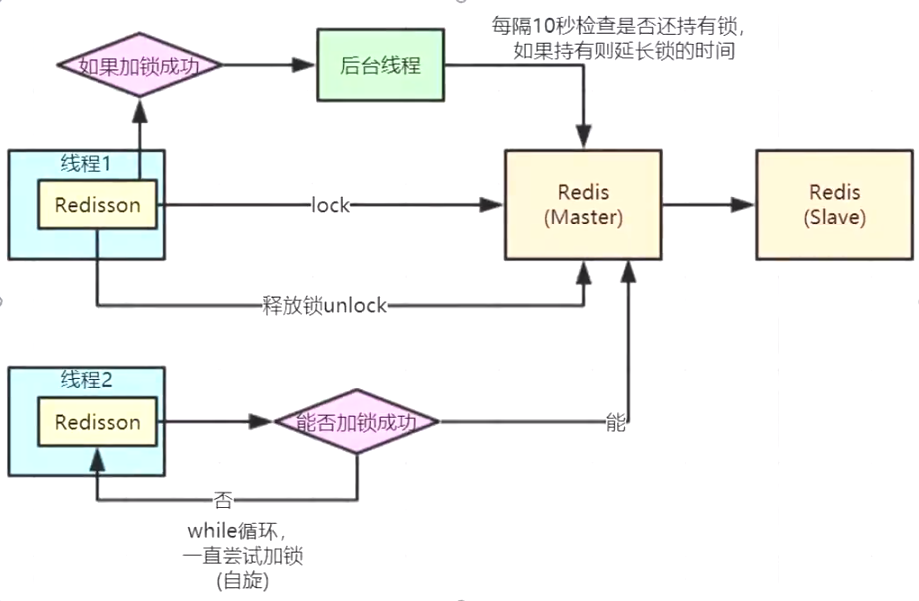 每隔10秒检查是否还持有锁，
如果持有则延长锁的时间
如果加锁成功
后台线程
线程1
Redisson
lock
Redis
(Master)
Redis
(Slave)
释放锁unlock
线程2
Redisson
能否加锁成功
能
否
while循环，
一直尝试加锁
(自旋)